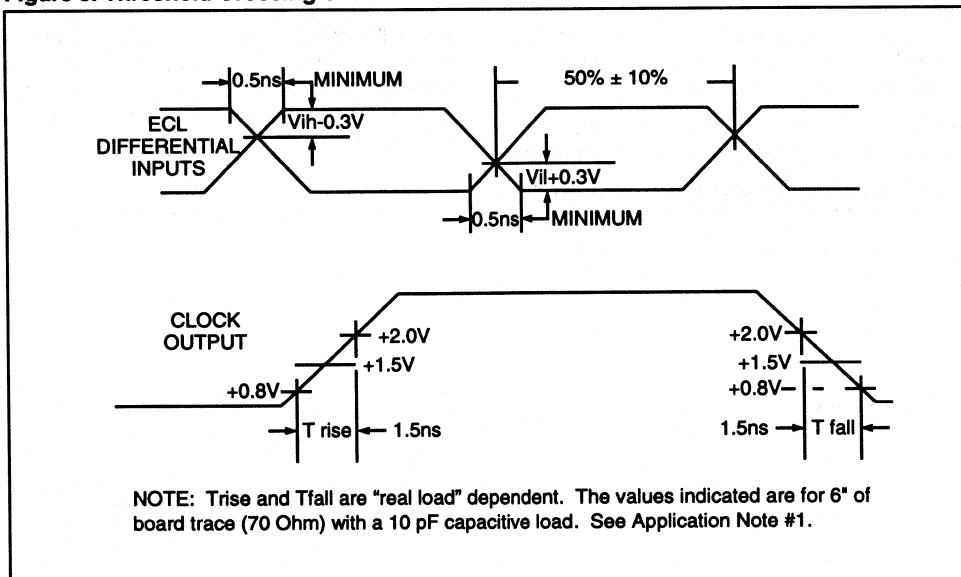 0.5ns MINIMUM
50% ± 10%
ECL
DIFFERENTIAL
INPUTS
Vih-0.3V
Vil+0.3V
0.5ns MINIMUM
CLOCK
OUTPUT
+2.0V
+1.5V
+0.8V
T rise
1.5ns
+2.0V
+1.5V
+0.8V
1.5ns
T fall
NOTE: Trise and Tfall are “real load” dependent. The values indicated are for 6" of
board trace (70 Ohm) with a 10 pF capacitive load. See Application Note #1.